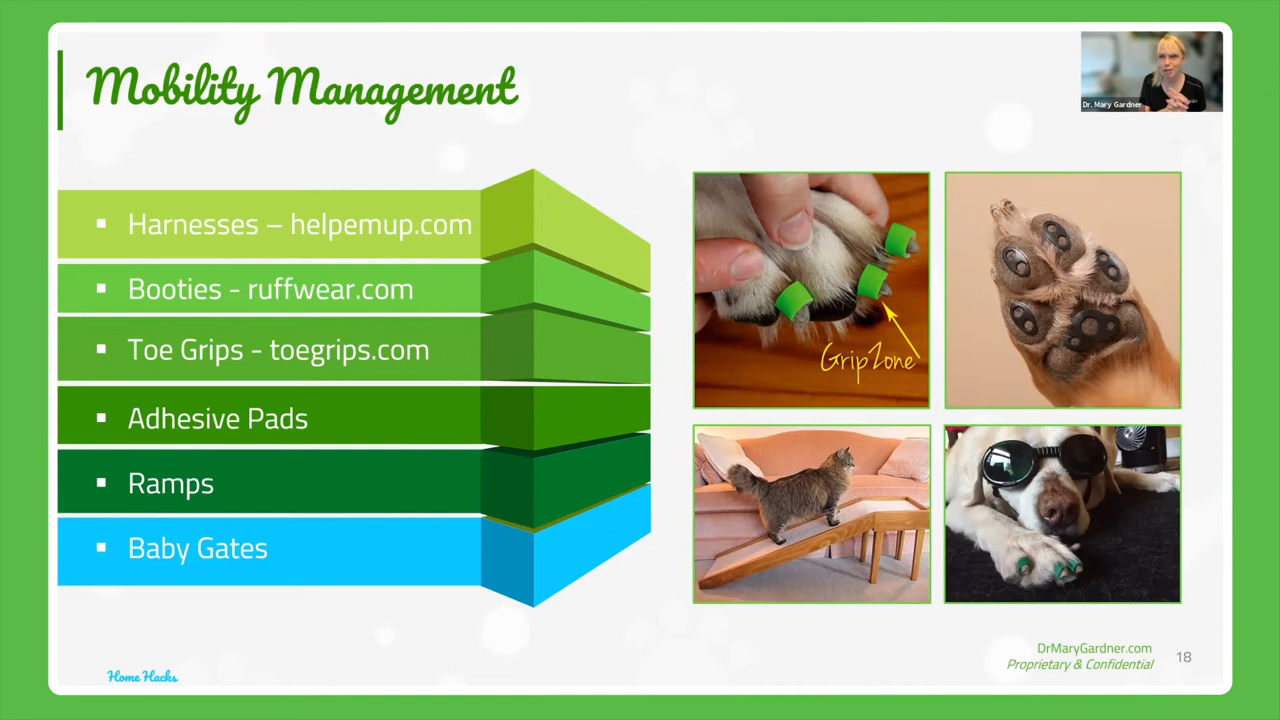 Mobility Management
Dr. Mary Gardner
▪ Harnesses – helpemup.com
▪ Booties - ruffwear.com
▪ Toe Grips - toegrips.com
▪ Adhesive Pads
▪ Ramps
▪ Baby Gates
GripZone
DrMaryGardner.com
Proprietary & Confidential
18
Home Hacks